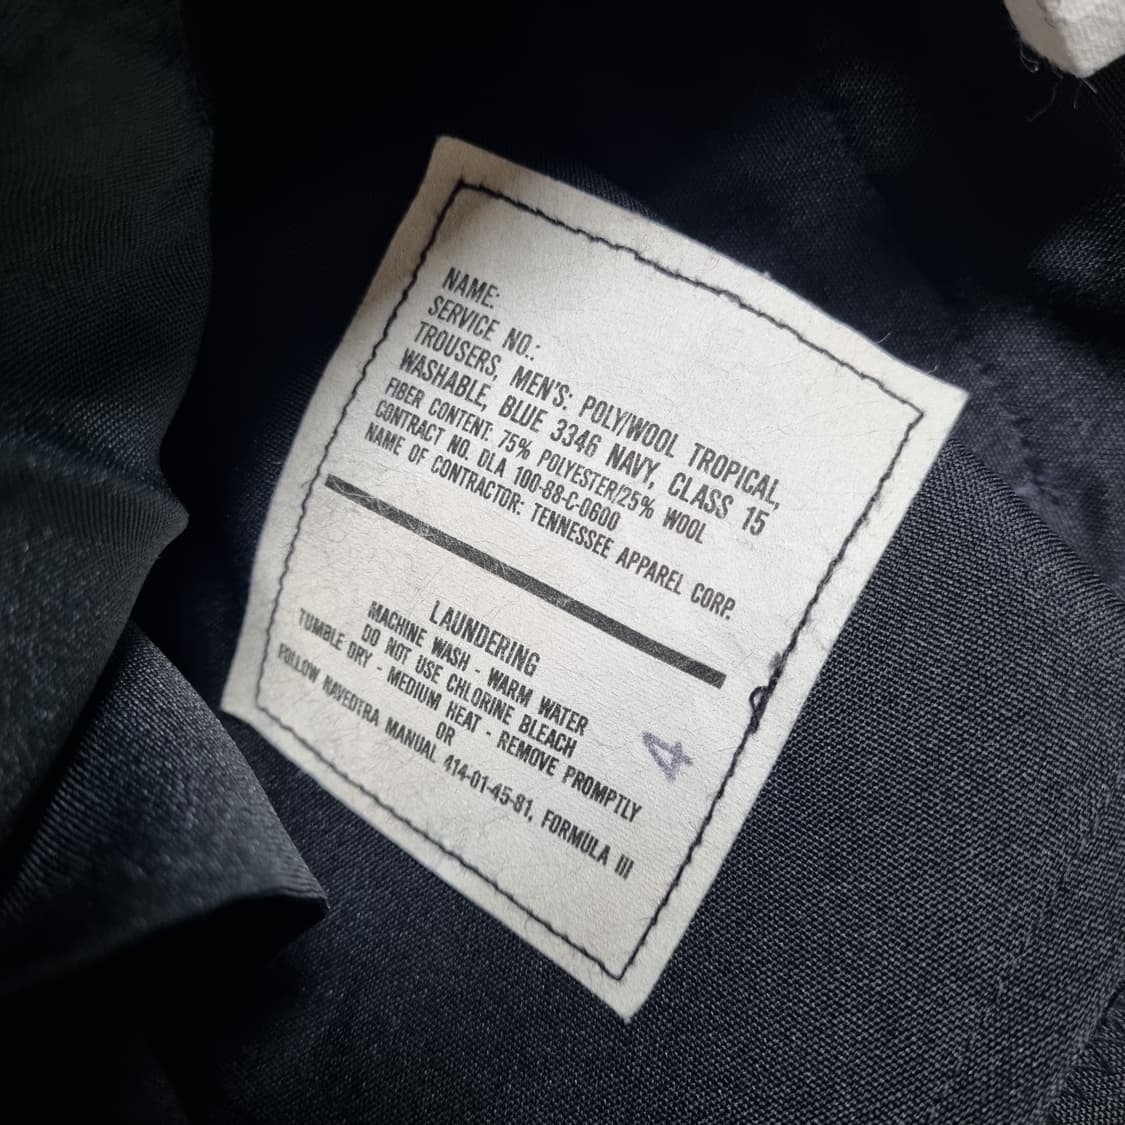 NAME:
SERVICE NO.:
TROUSERS, MEN'S: POLY/WOOL TROPICAL,
WASHABLE, BLUE 3346 NAVY, CLASS 15
FIBER CONTENT: 75% POLYESTER/25% WOOL
CONTRACT NO. DLA 100-88-C-0600
NAME OF CONTRACTOR: TENNESSEE APPAREL CORP.
LAUNDERING
MACHINE WASH - WARM WATER
DO NOT USE CHLORINE BLEACH
TUMBLE DRY - MEDIUM HEAT - REMOVE PROMPTLY
OR
FOLLOW NAVEDTRA MANUAL 414-01-45-81, FORMULA III
4